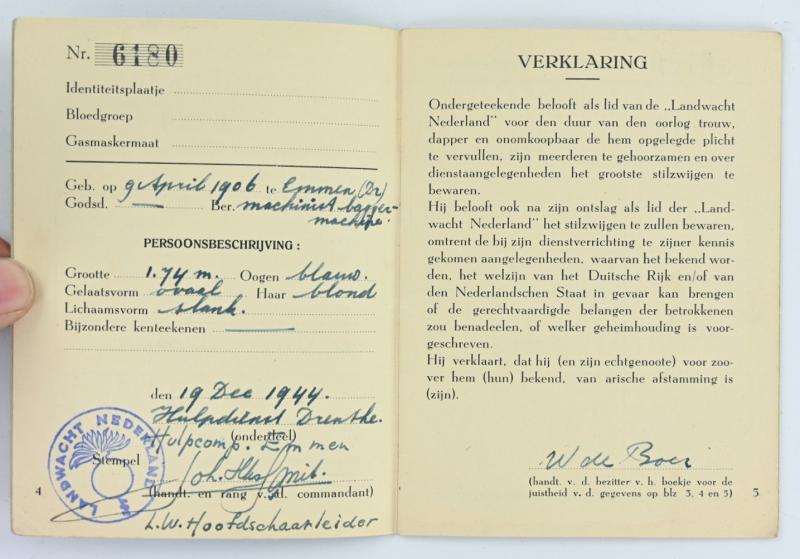 Nr. 6180
Identiteitsplaatje
Bloedgroep
Gasmaskermaat
Geb. op 9 April 1906 te Emmen (Dr)
Godsd. — Ber. machinist bagger-
machine.
PERSOONSBESCHRIJVING :
Grootte 1.74 m. Oogen blauw.
Gelaatsvorm ovaal Haar blond
Lichaamsvorm slank.
Bijzondere kenteekenen —
den 19 Dec 1944
Hulpdienst Drenthe.
(onderdeel)
Hulpcomp. Emmen
Stempel
LANDWACHT NEDERLAND
(handt. en rang v. d. commandant)
L.W. Hoofdschaarleider
4
VERKLARING
Ondergeteekende belooft als lid van de „Landwacht
Nederland" voor den duur van den oorlog trouw,
dapper en onomkoopbaar de hem opgelegde plicht
te vervullen, zijn meerderen te gehoorzamen en over
dienstaangelegenheden het grootste stilzwijgen te
bewaren.
Hij belooft ook na zijn ontslag als lid der „Land-
wacht Nederland" het stilzwijgen te zullen bewaren,
omtrent de bij zijn dienstverrichting te zijner kennis
gekomen aangelegenheden, waarvan het bekend wor-
den, het welzijn van het Duitsche Rijk en/of van
den Nederlandschen Staat in gevaar kan brengen
of de gerechtvaardigde belangen der betrokkenen
zou benadeelen, of welker geheimhouding is voor-
geschreven.
Hij verklaart, dat hij (en zijn echtgenoote) voor zoo-
ver hem (hun) bekend, van arische afstamming is
(zijn).
W de Boer
(handt. v. d. bezitter v. h. boekje voor de
juistheid v. d. gegevens op blz 3, 4 en 5)
5